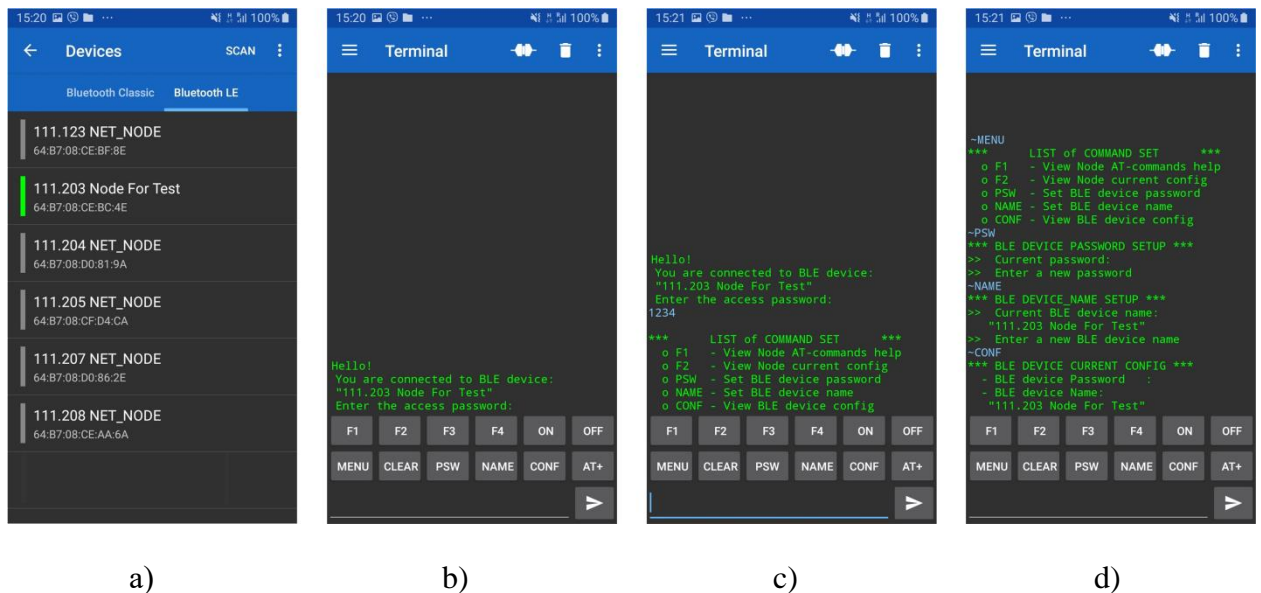 15:20 ··· 100%
Devices SCAN
Bluetooth Classic Bluetooth LE
111.123 NET_NODE
64:B7:08:CE:BF:8E
111.203 Node For Test
64:B7:08:CE:BC:4E
111.204 NET_NODE
64:B7:08:D0:81:9A
111.205 NET_NODE
64:B7:08:CF:D4:CA
111.207 NET_NODE
64:B7:08:D0:86:2E
111.208 NET_NODE
64:B7:08:CE:AA:6A
a)
15:20 ··· 100%
Terminal
Hello!
You are connected to BLE device:
"111.203 Node For Test"
Enter the access password:
F1 F2 F3 F4 ON OFF
MENU CLEAR PSW NAME CONF AT+
b)
15:21 ··· 100%
Terminal
Hello!
You are connected to BLE device:
"111.203 Node For Test"
Enter the access password:
1234
*** LIST of COMMAND SET ***
o F1 - View Node AT-commands help
o F2 - View Node current config
o PSW - Set BLE device password
o NAME - Set BLE device name
o CONF - View BLE device config
F1 F2 F3 F4 ON OFF
MENU CLEAR PSW NAME CONF AT+
c)
15:21 ··· 100%
Terminal
~MENU
*** LIST of COMMAND SET ***
o F1 - View Node AT-commands help
o F2 - View Node current config
o PSW - Set BLE device password
o NAME - Set BLE device name
o CONF - View BLE device config
~PSW
*** BLE DEVICE PASSWORD SETUP ***
>> Current password:
>> Enter a new password
~NAME
*** BLE DEVICE_NAME SETUP ***
>> Current BLE device name:
"111.203 Node For Test"
>> Enter a new BLE device name
~CONF
*** BLE DEVICE CURRENT CONFIG ***
- BLE device Password :
- BLE device Name:
"111.203 Node For Test"
F1 F2 F3 F4 ON OFF
MENU CLEAR PSW NAME CONF AT+
d)